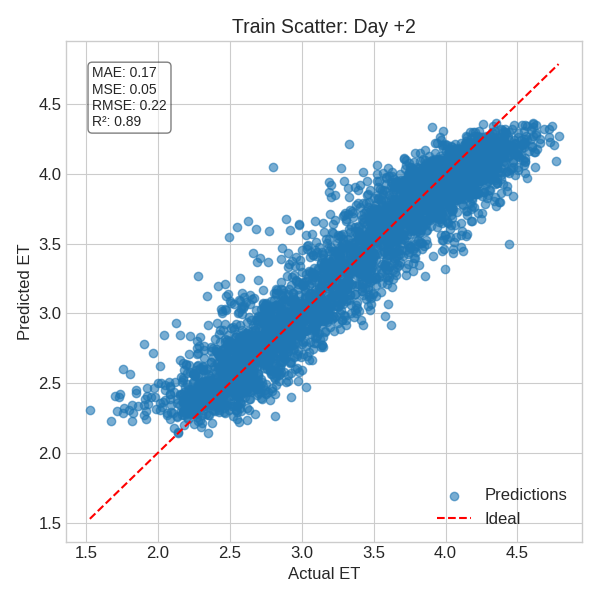 Train Scatter: Day +2
MAE: 0.17
MSE: 0.05
RMSE: 0.22
R²: 0.89
Predicted ET
4.5
4.0
3.5
3.0
2.5
2.0
1.5
Predictions
Ideal
1.5 2.0 2.5 3.0 3.5 4.0 4.5
Actual ET